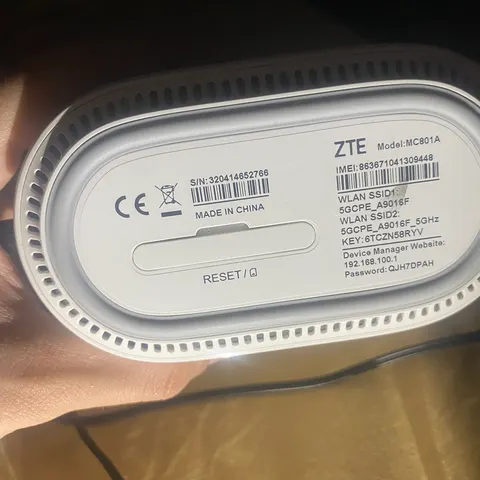 S/N:320414652766
MADE IN CHINA
RESET/
ZTE Model:MC801A
IMEI:863671041309448
WLAN SSID1:
5GCPE_A9016F
WLAN SSID2:
5GCPE_A9016F_5GHz
KEY:6TCZN58RYV
Device Manager Website:
192.168.100.1
Password:QJH7DPAH